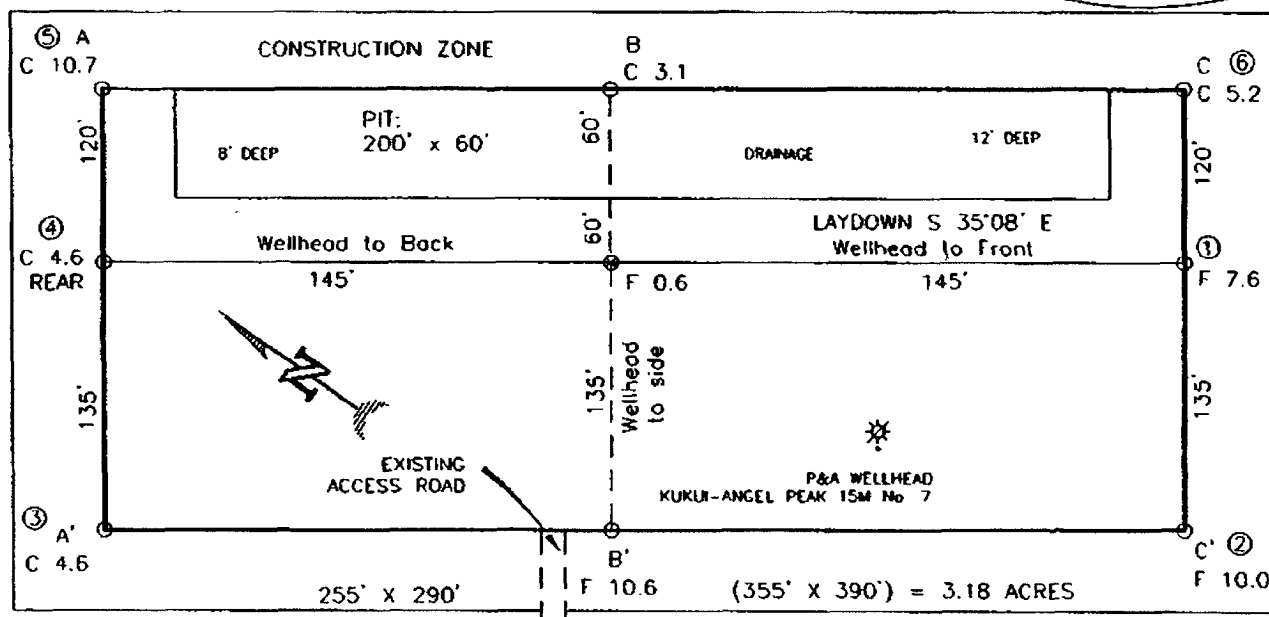 ⑤ A
C 10.7
CONSTRUCTION ZONE
B
C 3.1
C ⑥
C 5.2
120'
PIT:
200' x 60'
8' DEEP
60'
DRAINAGE
12' DEEP
120'
④
C 4.6
REAR
Wellhead to Back
145'
60'
F 0.6
LAYDOWN S 35°08' E
Wellhead to Front
145'
①
F 7.6
135'
N
135'
Wellhead
to side
135'
EXISTING
ACCESS ROAD
P&A WELLHEAD
KUKUI-ANGEL PEAK 15M No 7
③ A'
C 4.6
255' X 290'
B'
F 10.6
(355' X 390') = 3.18 ACRES
C' ②
F 10.0